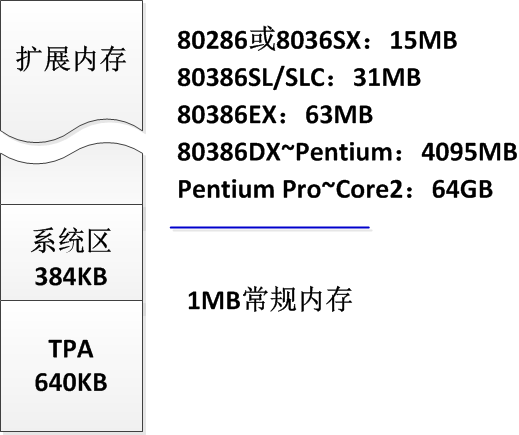 扩展内存
80286或8036SX：15MB
80386SL/SLC：31MB
80386EX：63MB
80386DX~Pentium：4095MB
Pentium Pro~Core2：64GB
系统区
384KB
1MB常规内存
TPA
640KB